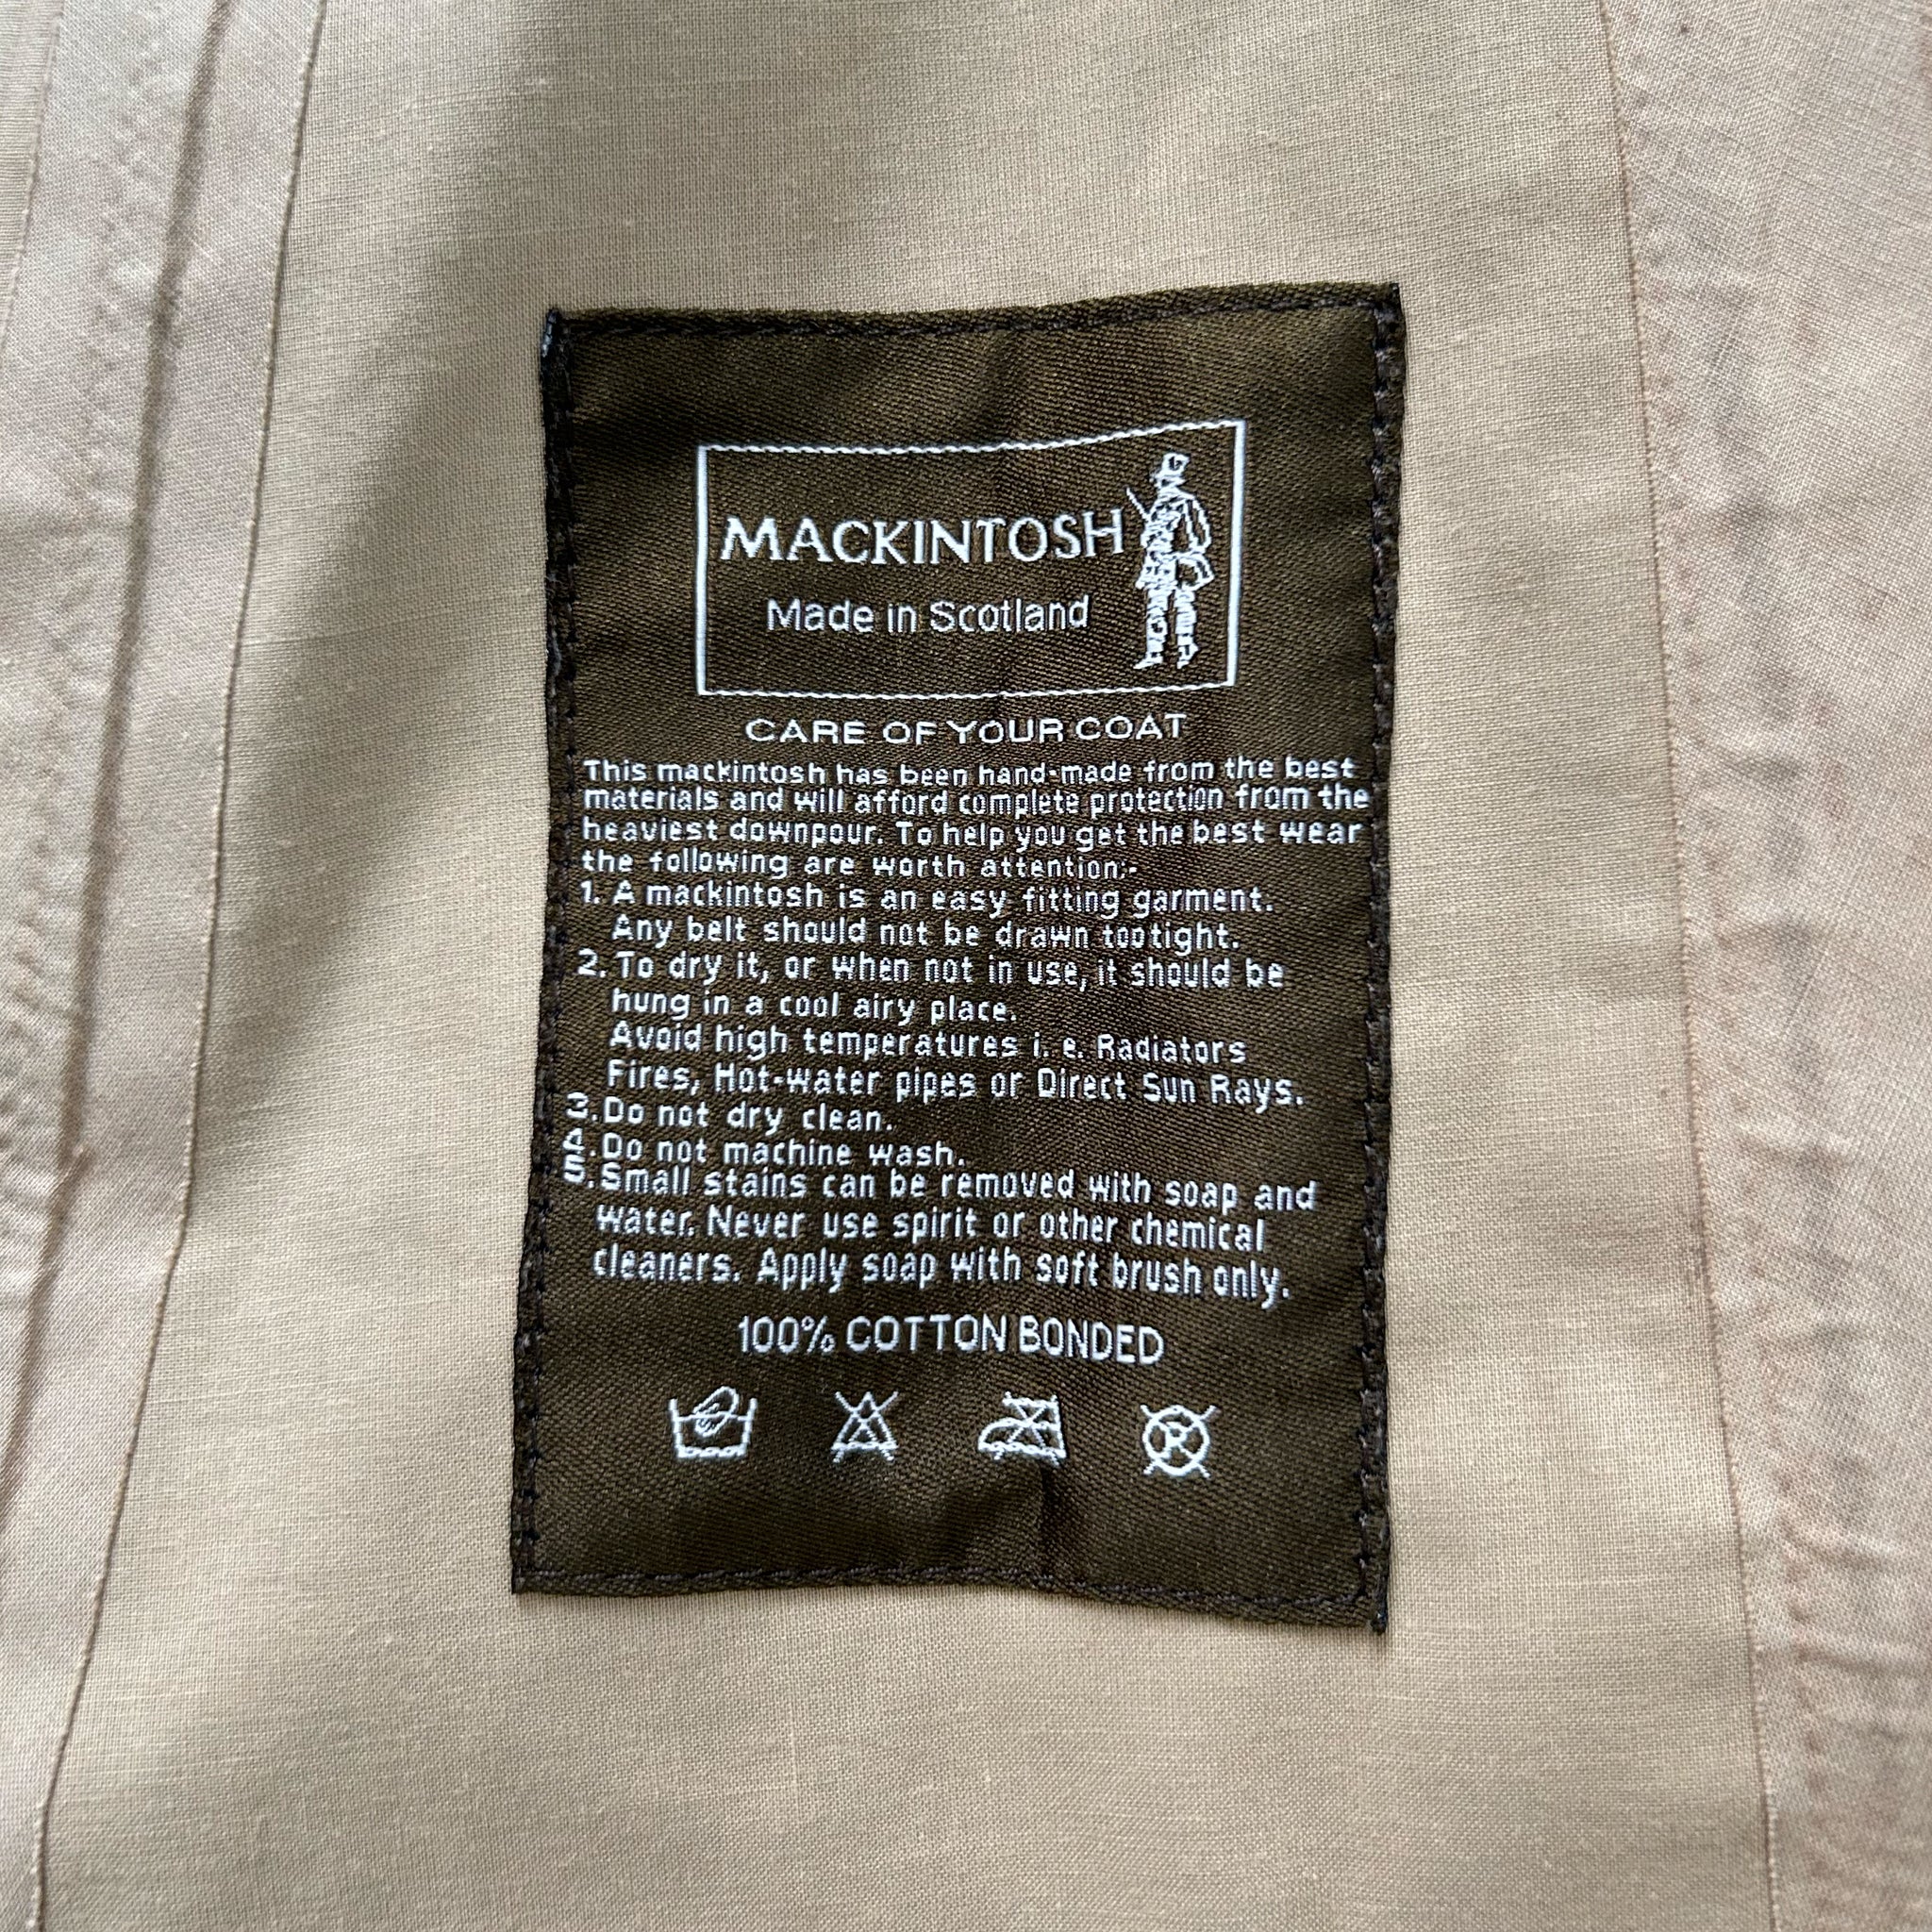 MACKINTOSH
Made in Scotland
CARE OF YOUR COAT
This mackintosh has been hand-made from the best
materials and will afford complete protection from the
heaviest downpour. To help you get the best wear
the following are worth attention:-
1. A mackintosh is an easy fitting garment.
Any belt should not be drawn too tight.
2. To dry it, or when not in use, it should be
hung in a cool airy place.
Avoid high temperatures i. e. Radiators
Fires, Hot-water pipes or Direct Sun Rays.
3. Do not dry clean.
4. Do not machine wash.
5. Small stains can be removed with soap and
water. Never use spirit or other chemical
cleaners. Apply soap with soft brush only.
100% COTTON BONDED
P